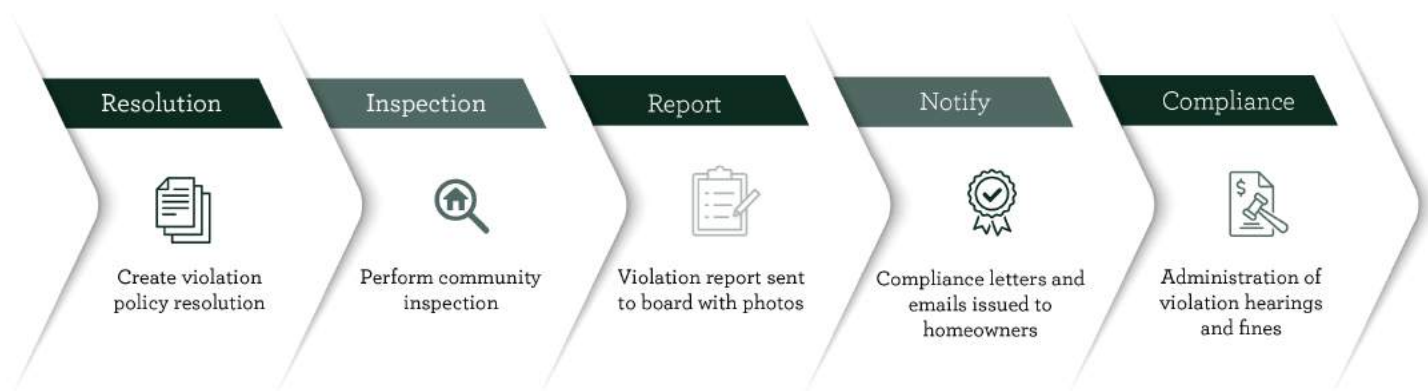 Resolution
Create violation
policy resolution
Inspection
Perform community
inspection
Report
Violation report sent
to board with photos
Notify
Compliance letters and
emails issued to
homeowners
Compliance
$
Administration of
violation hearings
and fines